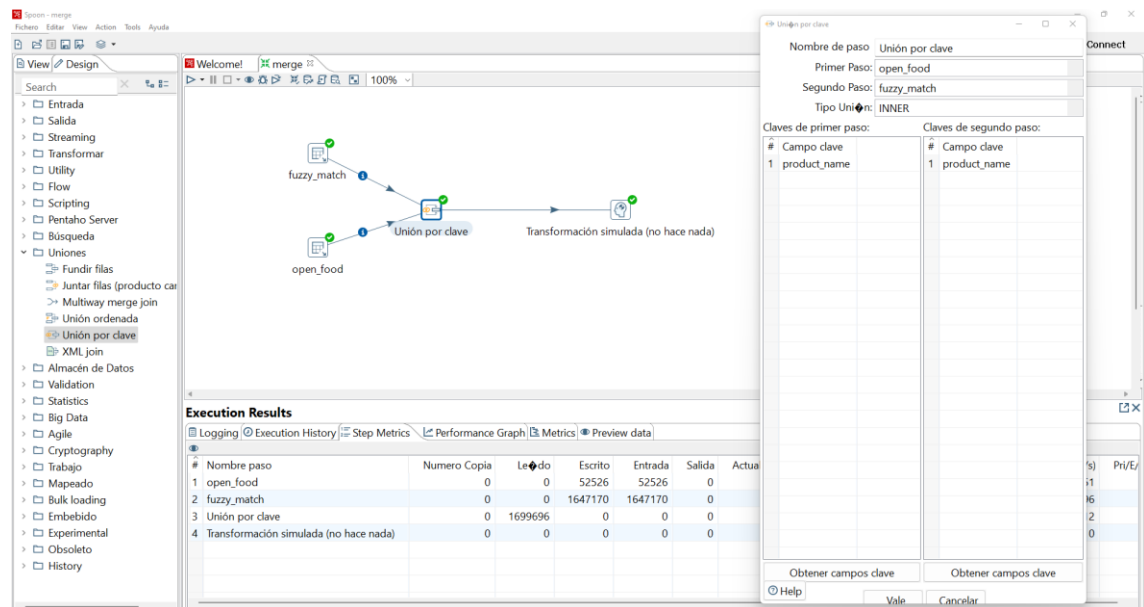 Spoon - merge
Fichero Editar View Action Tools Ayuda
Connect
View Design
Search
Entrada
Salida
Streaming
Transformar
Utility
Flow
Scripting
Pentaho Server
Búsqueda
Uniones
Fundir filas
Juntar filas (producto car
Multiway merge join
Unión ordenada
Unión por clave
XML join
Almacén de Datos
Validation
Statistics
Big Data
Agile
Cryptography
Trabajo
Mapeado
Bulk loading
Embebido
Experimental
Obsoleto
History
Welcome! merge
100%
fuzzy_match
Unión por clave
Transformación simulada (no hace nada)
open_food
Execution Results
Logging Execution History Step Metrics Performance Graph Metrics Preview data
# Nombre paso Numero Copia Le�do Escrito Entrada Salida Actua /s) Pri/E/
1 open_food 0 0 52526 52526 0 51
2 fuzzy_match 0 0 1647170 1647170 0 96
3 Unión por clave 0 1699696 0 0 0 2
4 Transformación simulada (no hace nada) 0 0 0 0 0 0
Uni�n por clave
Nombre de paso Unión por clave
Primer Paso: open_food
Segundo Paso: fuzzy_match
Tipo Uni�n: INNER
Claves de primer paso: Claves de segundo paso:
# Campo clave # Campo clave
1 product_name 1 product_name
Obtener campos clave Obtener campos clave
Help
Vale Cancelar